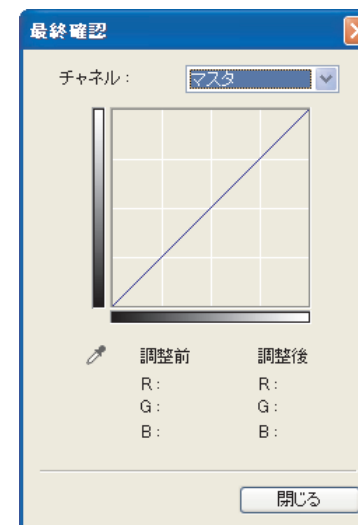 最終確認
チャネル： マスタ
調整前 調整後
R： R：
G： G：
B： B：
閉じる